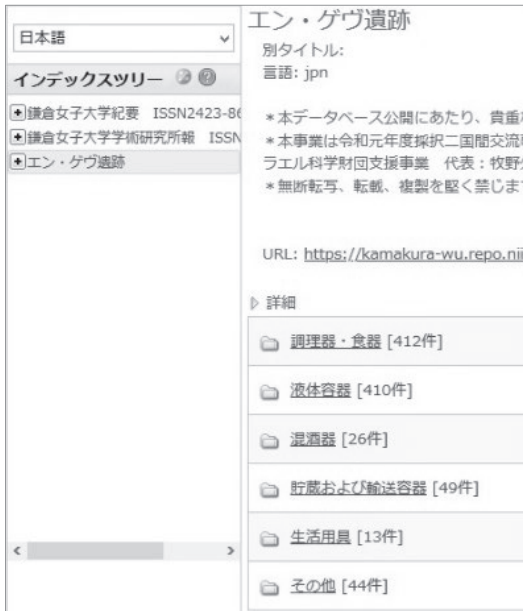 日本語
インデックスツリー
鎌倉女子大学紀要 ISSN2423-86
鎌倉女子大学学術研究所報 ISSN
エン・ゲヴ遺跡
エン・ゲヴ遺跡
別タイトル:
言語: jpn
＊本データベース公開にあたり、貴重
＊本事業は令和元年度採択二国間交流
ラエル科学財団支援事業 代表：牧野
＊無断転写、転載、複製を堅く禁じま
URL: https://kamakura-wu.repo.nii
詳細
調理器・食器 [412件]
液体容器 [410件]
混酒器 [26件]
貯蔵および輸送容器 [49件]
生活用具 [13件]
その他 [44件]